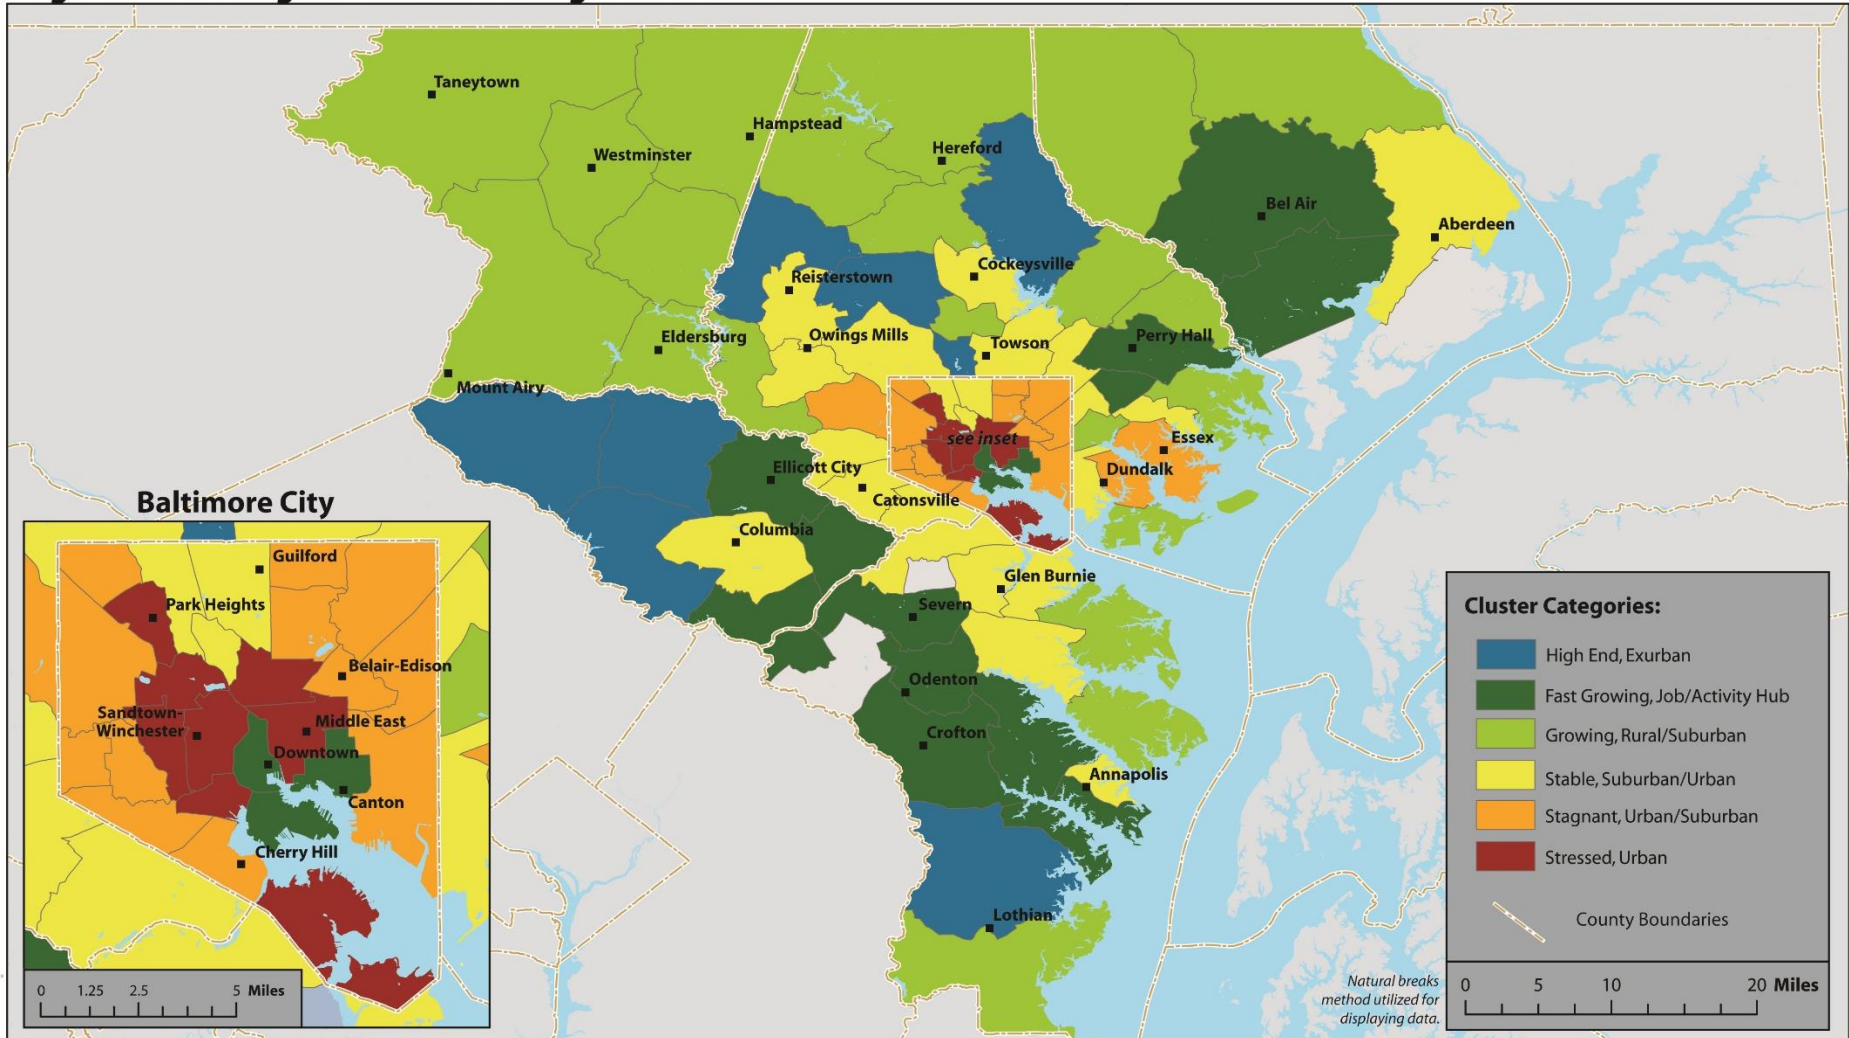 Taneytown
Hampstead
Westminster
Hereford
Bel Air
Aberdeen
Cockeysville
Reisterstown
Eldersburg
Owings Mills
Towson
Perry Hall
Mount Airy
see inset
Essex
Ellicott City
Dundalk
Catonsville
Columbia
Glen Burnie
Severn
Odenton
Crofton
Annapolis
Lothian
Baltimore City
Guilford
Park Heights
Belair-Edison
Sandtown-
Winchester
Middle East
Downtown
Canton
Cherry Hill
0 1.25 2.5 5 Miles
Cluster Categories:
High End, Exurban
Fast Growing, Job/Activity Hub
Growing, Rural/Suburban
Stable, Suburban/Urban
Stagnant, Urban/Suburban
Stressed, Urban
County Boundaries
0 5 10 20 Miles
Natural breaks
method utilized for
displaying data.